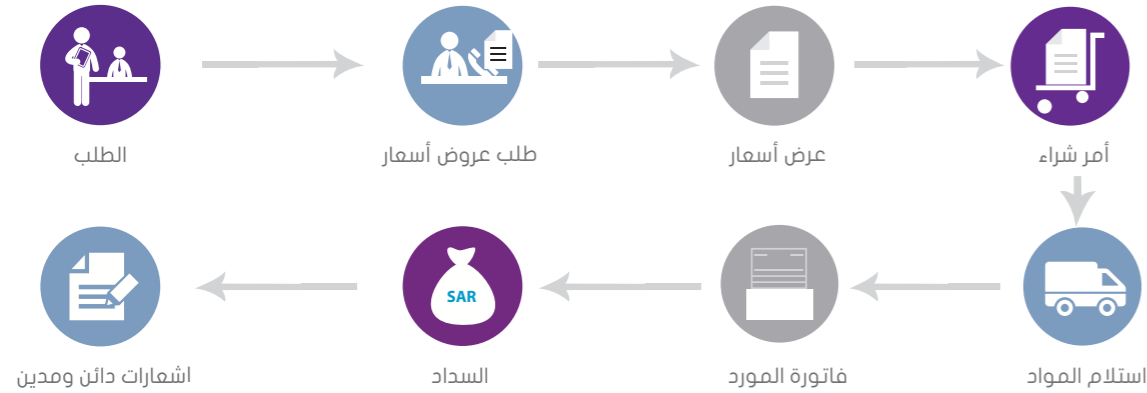 الطلب
طلب عروض أسعار
عرض أسعار
أمر شراء
استلام المواد
فاتورة المورد
SAR
السداد
اشعارات دائن ومدين